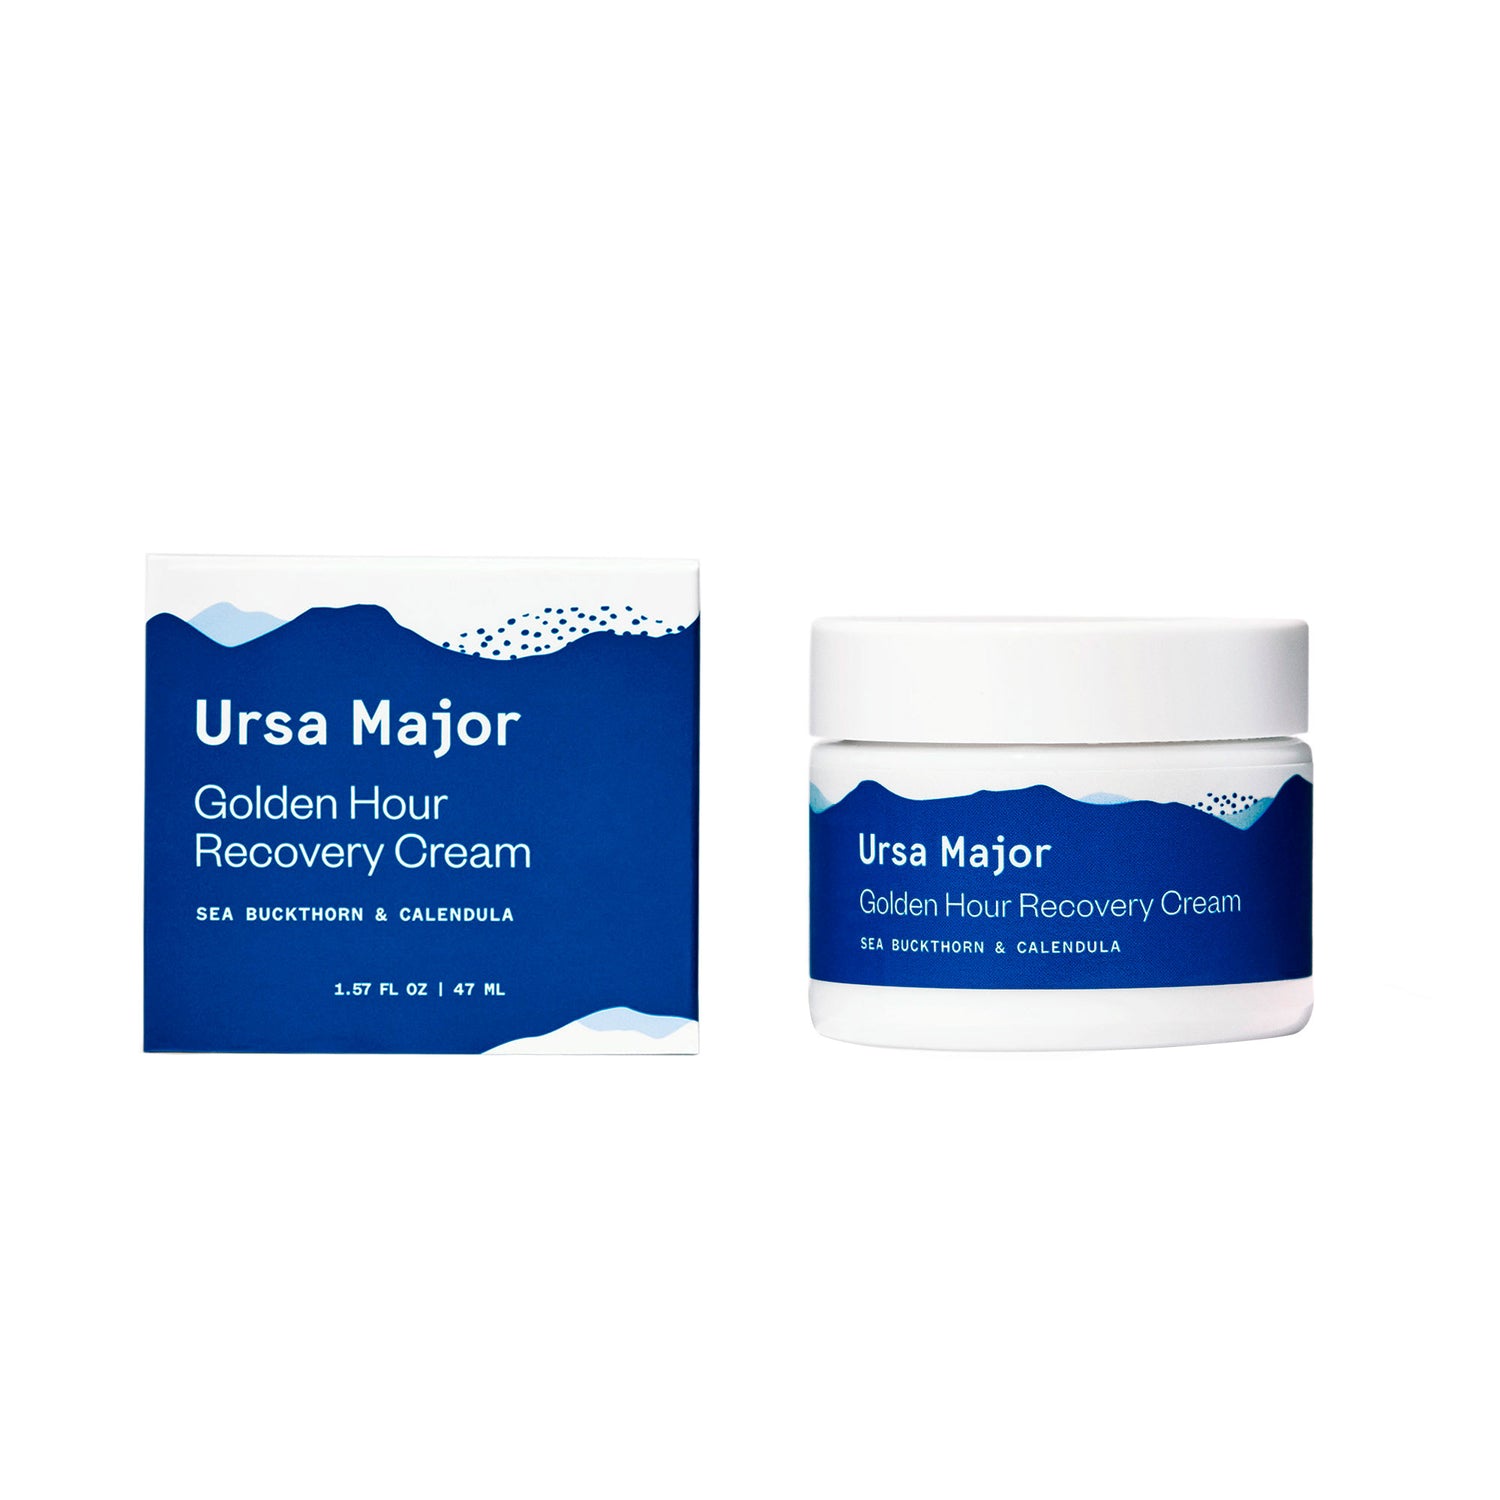 Ursa Major
Golden Hour
Recovery Cream
SEA BUCKTHORN & CALENDULA
1.57 FL OZ | 47 ML
Ursa Major
Golden Hour Recovery Cream
SEA BUCKTHORN & CALENDULA